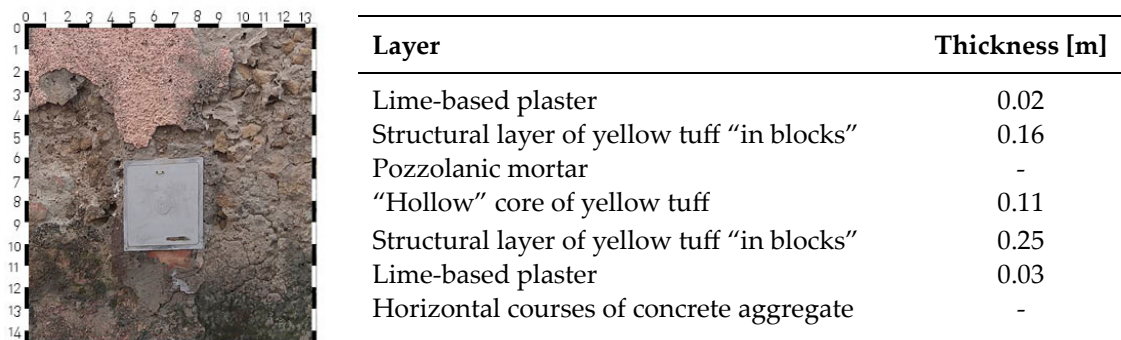 0 1 2 3 4 5 6 7 8 9 10 11 12 13
0
1
2
3
4
5
6
7
8
9
10
11
12
13
14
Layer Thickness [m]
Lime-based plaster 0.02
Structural layer of yellow tuff “in blocks” 0.16
Pozzolanic mortar -
“Hollow” core of yellow tuff 0.11
Structural layer of yellow tuff “in blocks” 0.25
Lime-based plaster 0.03
Horizontal courses of concrete aggregate -